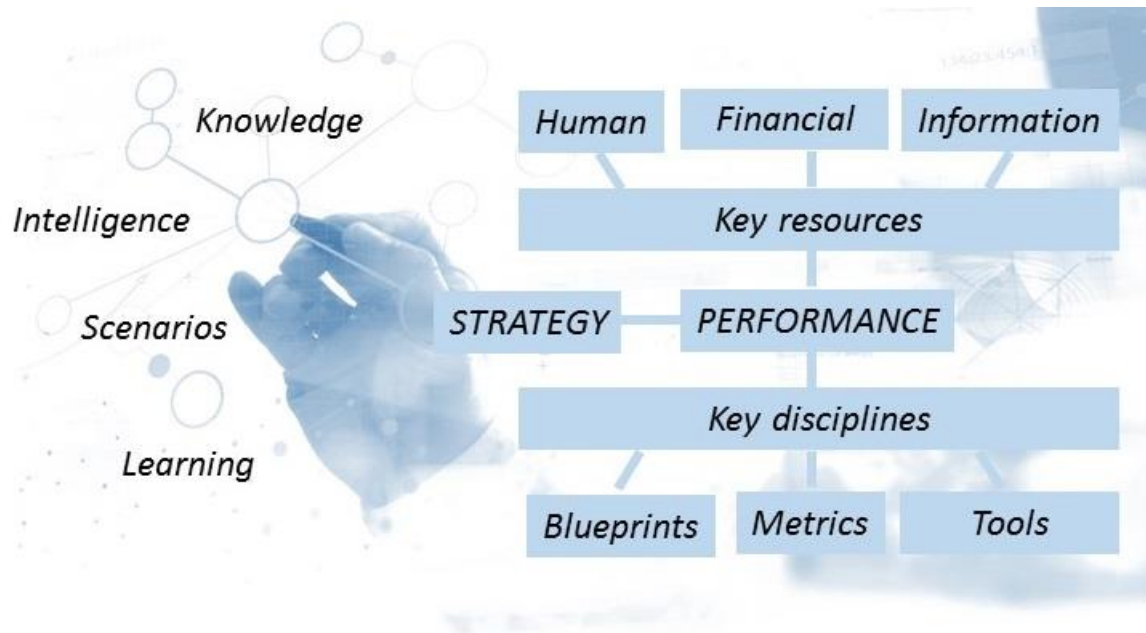 Knowledge
Intelligence
Scenarios
Learning
Human
Financial
Information
Key resources
STRATEGY
PERFORMANCE
Key disciplines
Blueprints
Metrics
Tools